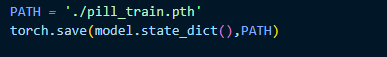 PATH = './pill_train.pth'
torch.save(model.state_dict(),PATH)